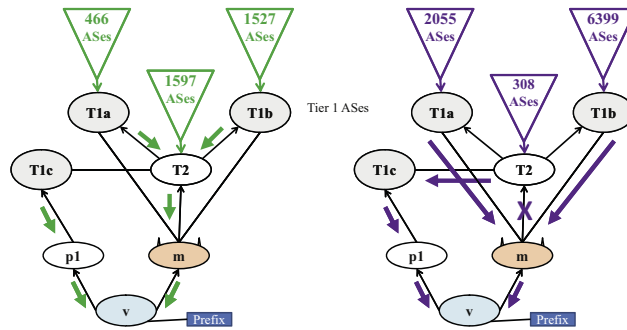 466
ASes
1527
ASes
1597
ASes
T1a
T1b
Tier 1 ASes
T1c
T2
p1
m
v
Prefix
2055
ASes
6399
ASes
308
ASes
T1a
T1b
T1c
T2
X
p1
m
v
Prefix